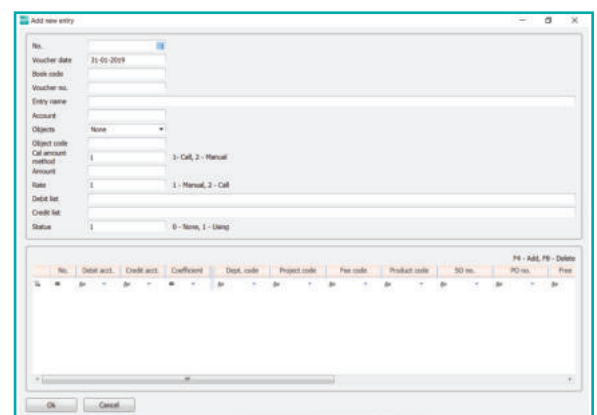 Add new entry
No.
Voucher date 31-01-2019
Book code
Voucher no.
Entry name
Account
Objects None
Object code
Cal amount method 1 1- Call, 2 - Manual
Amount
Rate 1 1 - Manual, 2 - Call
Debit list
Credit list
Status 1 0 - None, 1 - Using
F4 - Add, F8 - Delete
No. Debit acct. Credit acct. Coefficient Dept. code Project code Fee code Product code SO no. PO no. Free
Ok Cancel